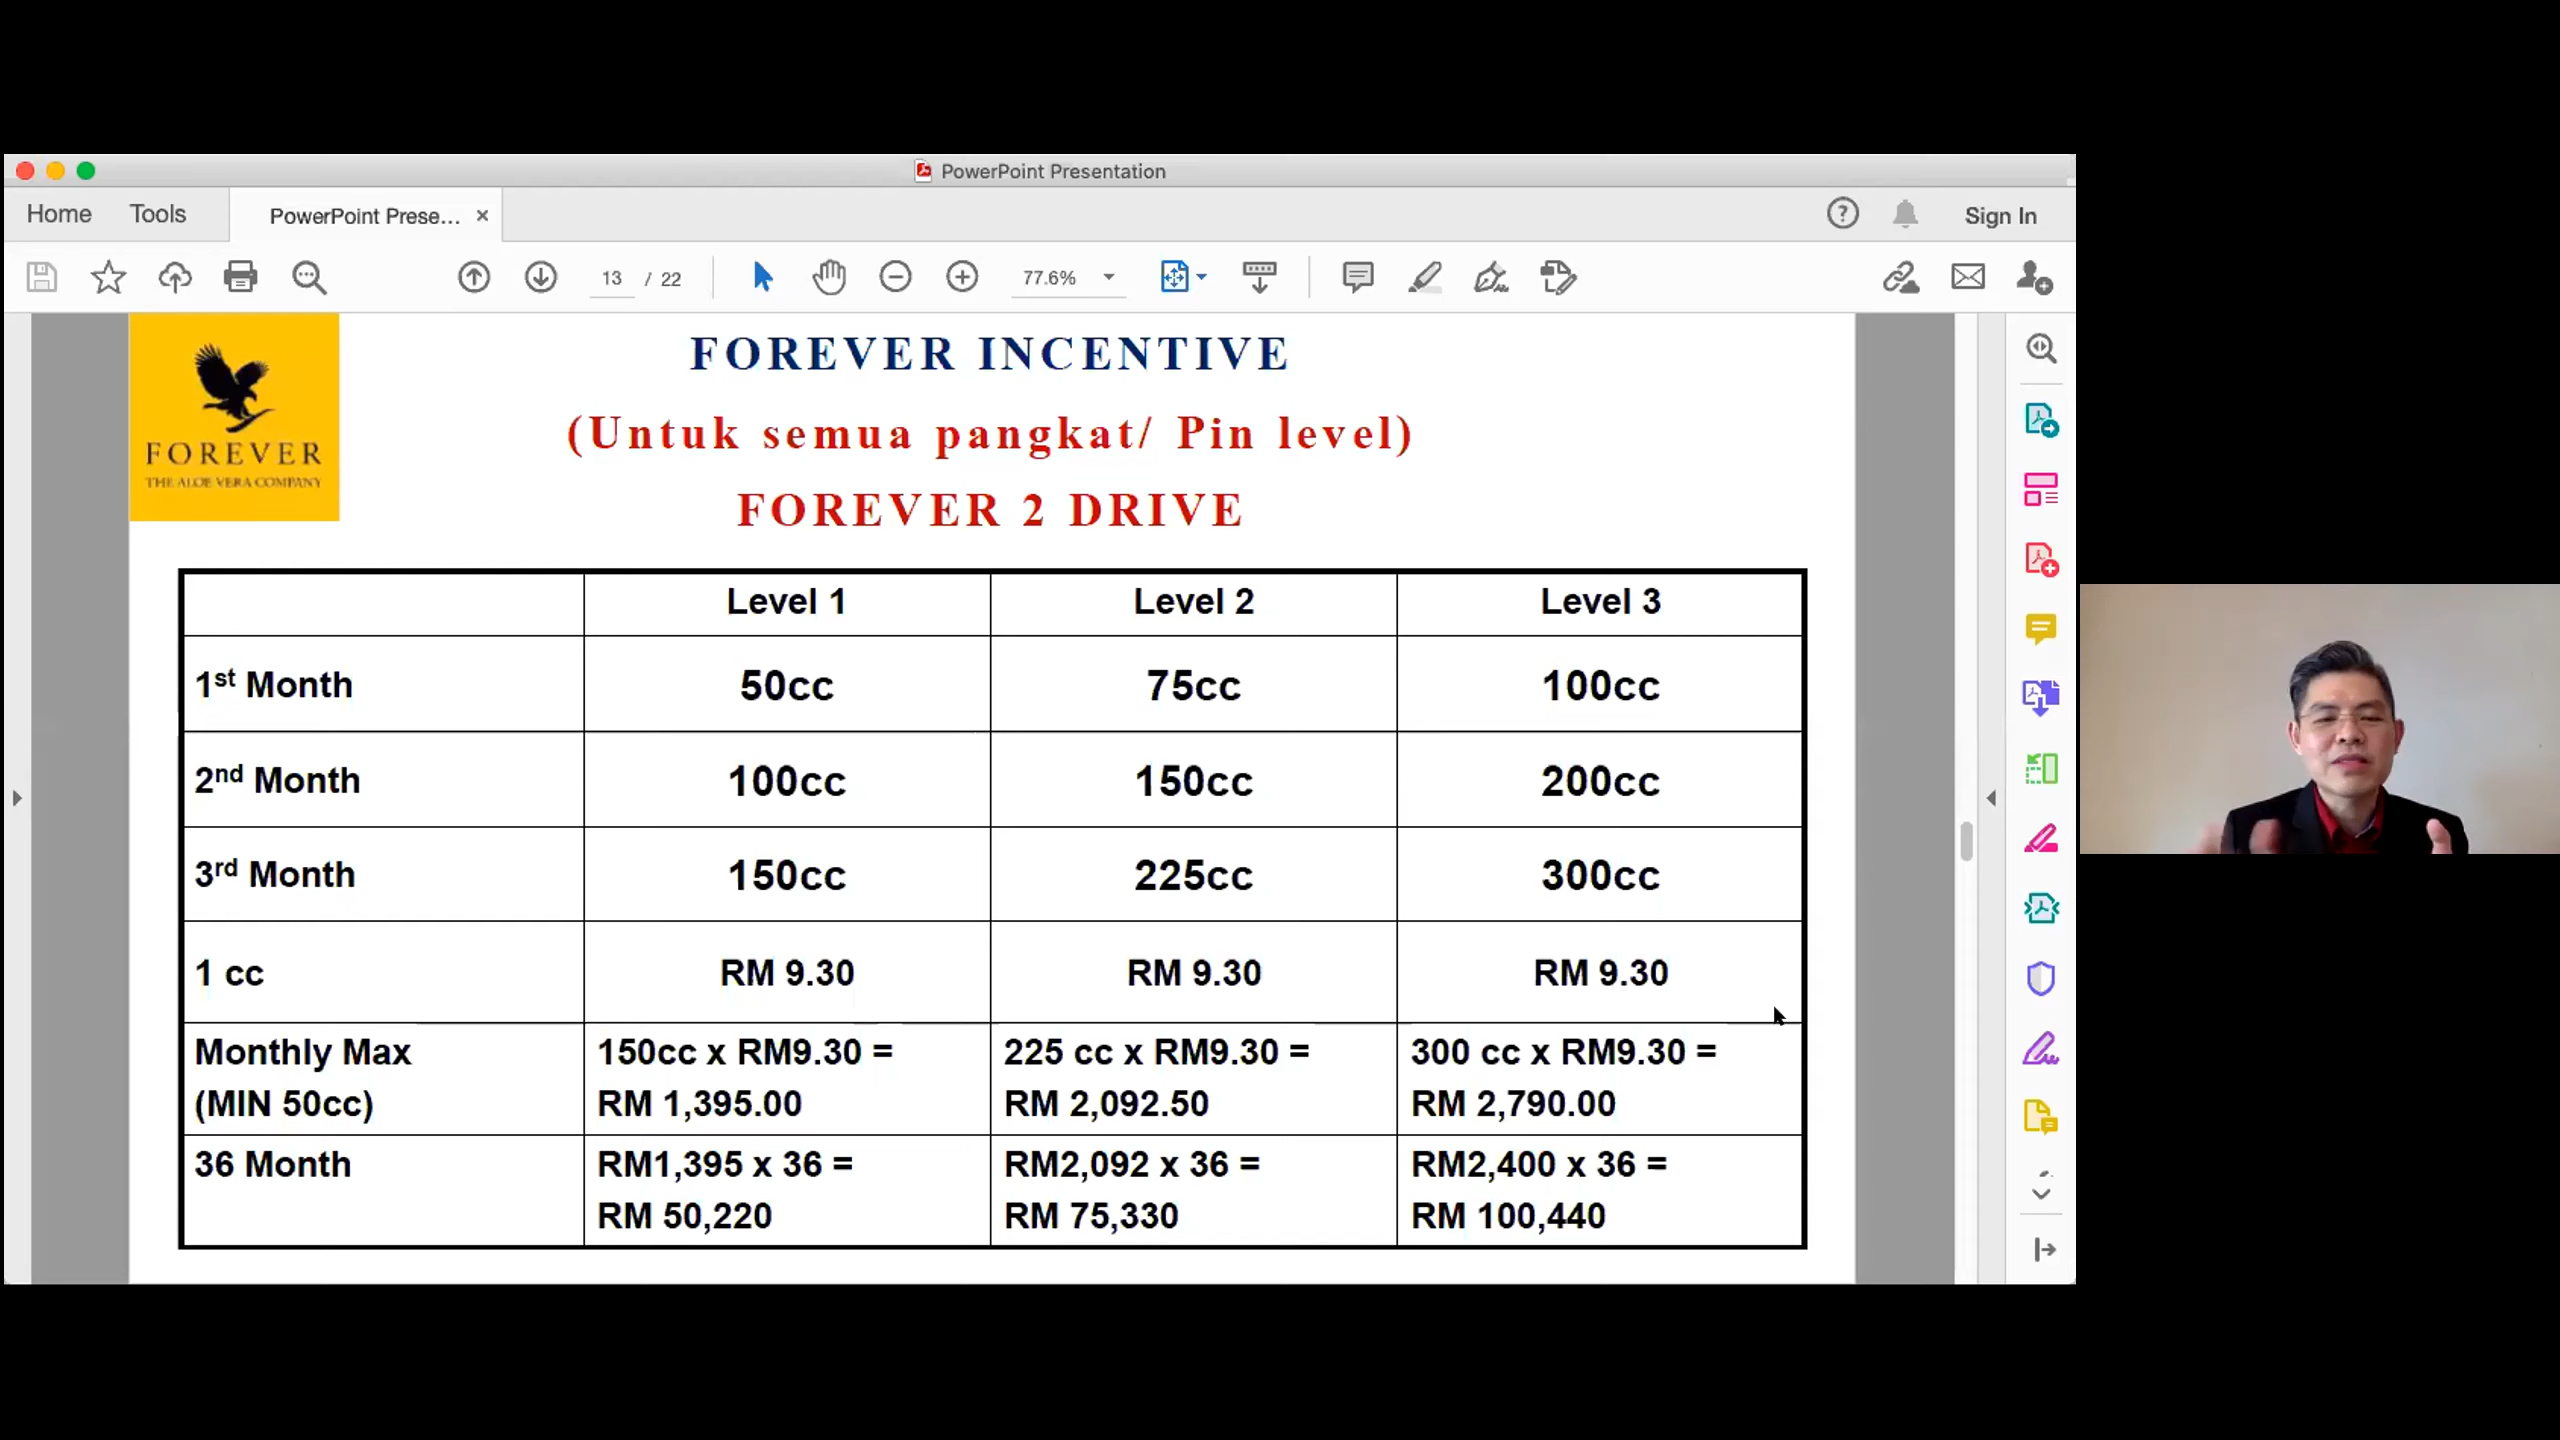 PowerPoint Presentation
Home Tools PowerPoint Prese... × Sign In
13 / 22 77.6%
FOREVER
THE ALOE VERA COMPANY
FOREVER INCENTIVE
(Untuk semua pangkat/ Pin level)
FOREVER 2 DRIVE
Level 1 Level 2 Level 3
1st Month 50cc 75cc 100cc
2nd Month 100cc 150cc 200cc
3rd Month 150cc 225cc 300cc
1 cc RM 9.30 RM 9.30 RM 9.30
Monthly Max 150cc x RM9.30 = 225 cc x RM9.30 = 300 cc x RM9.30 =
(MIN 50cc) RM 1,395.00 RM 2,092.50 RM 2,790.00
36 Month RM1,395 x 36 = RM2,092 x 36 = RM2,400 x 36 =
RM 50,220 RM 75,330 RM 100,440